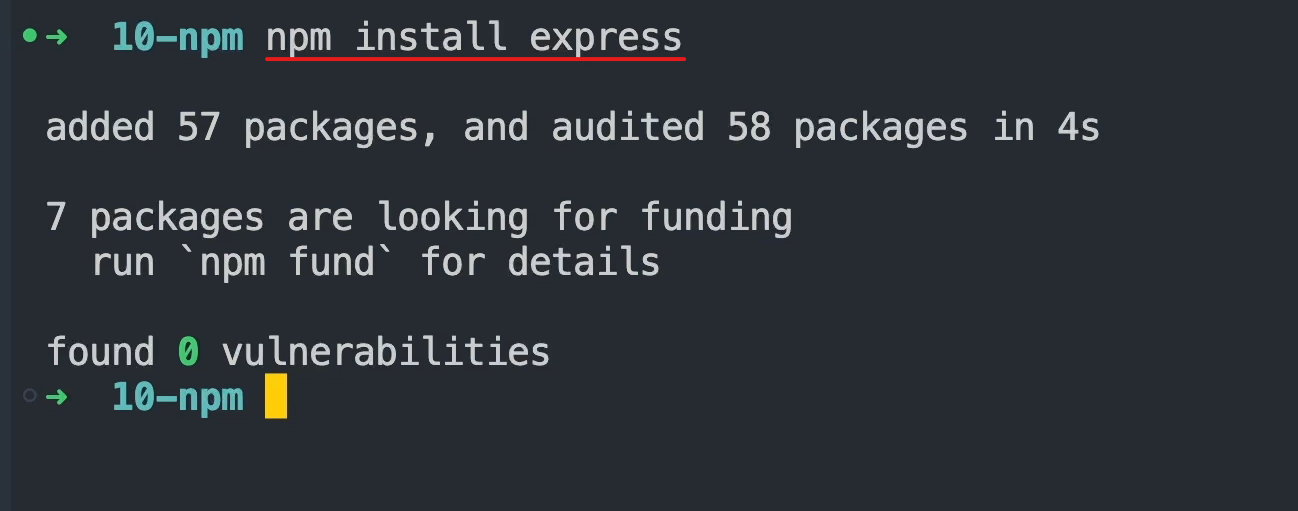 ➜ 10-npm npm install express
added 57 packages, and audited 58 packages in 4s
7 packages are looking for funding
run `npm fund` for details
found 0 vulnerabilities
➜ 10-npm